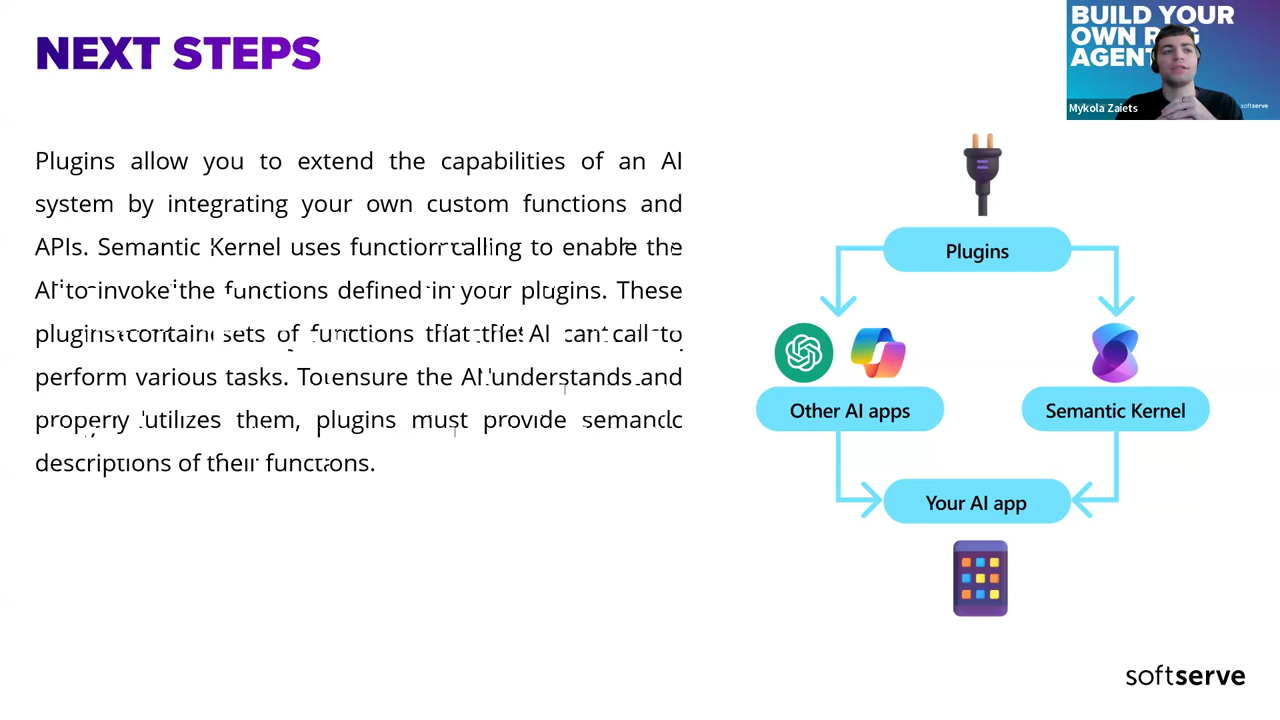 NEXT STEPS
BUILD YOUR
OWN RAG
AGENT
Mykola Zaiets
softserve
Plugins allow you to extend the capabilities of an AI
system by integrating your own custom functions and
APIs. Semantic Kernel uses function calling to enable the
AI to invoke the functions defined in your plugins. These
plugins contain sets of functions that the AI can call to
perform various tasks. To ensure the AI understands and
properly utilizes them, plugins must provide semantic
descriptions of their functions.
Plugins
Other AI apps
Semantic Kernel
Your AI app
softserve